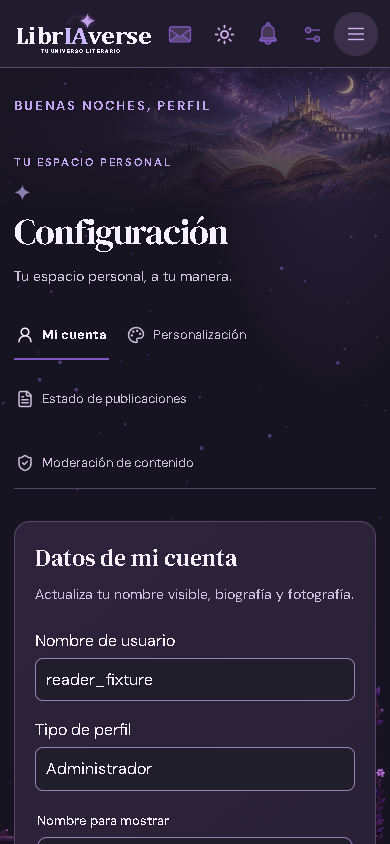 LibrIAverse
TU UNIVERSO LITERARIO
BUENAS NOCHES, PERFIL
TU ESPACIO PERSONAL
Configuración
Tu espacio personal, a tu manera.
Mi cuenta
Personalización
Estado de publicaciones
Moderación de contenido
Datos de mi cuenta
Actualiza tu nombre visible, biografía y fotografía.
Nombre de usuario
reader_fixture
Tipo de perfil
Administrador
Nombre para mostrar